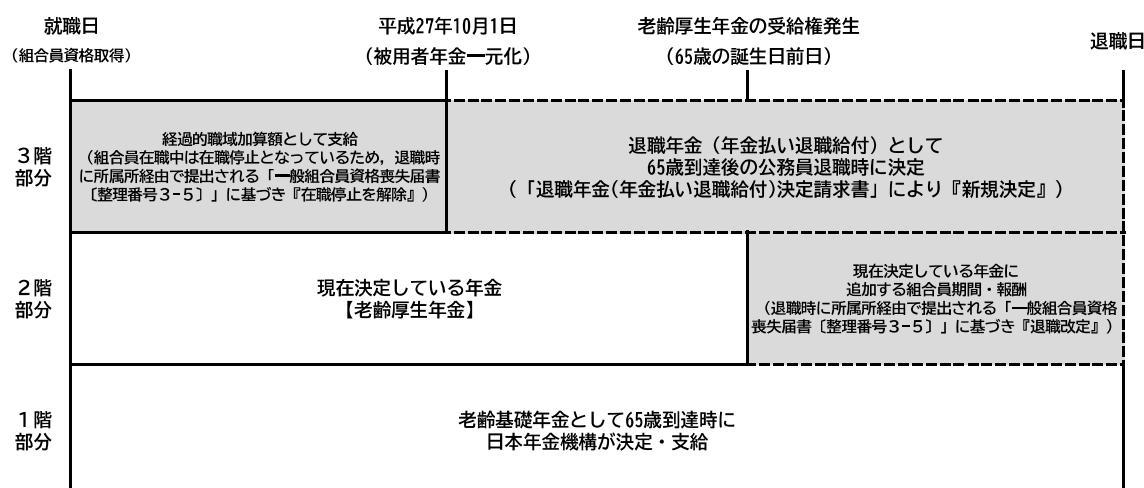 就職日
(組合員資格取得)
平成27年10月1日
(被用者年金一元化)
老齢厚生年金の受給権発生
(65歳の誕生日前日)
退職日
3階
部分
経過的職域加算額として支給
(組合員在職中は在職停止となっているため，退職時
に所属所経由で提出される「一般組合員資格喪失届書
〔整理番号3-5〕」に基づき『在職停止を解除』)
退職年金（年金払い退職給付）として
65歳到達後の公務員退職時に決定
(「退職年金(年金払い退職給付)決定請求書」により『新規決定』)
2階
部分
現在決定している年金
【老齢厚生年金】
現在決定している年金に
追加する組合員期間・報酬
(退職時に所属所経由で提出される「一般組合員資格
喪失届書〔整理番号3-5〕」に基づき『退職改定』)
1階
部分
老齢基礎年金として65歳到達時に
日本年金機構が決定・支給